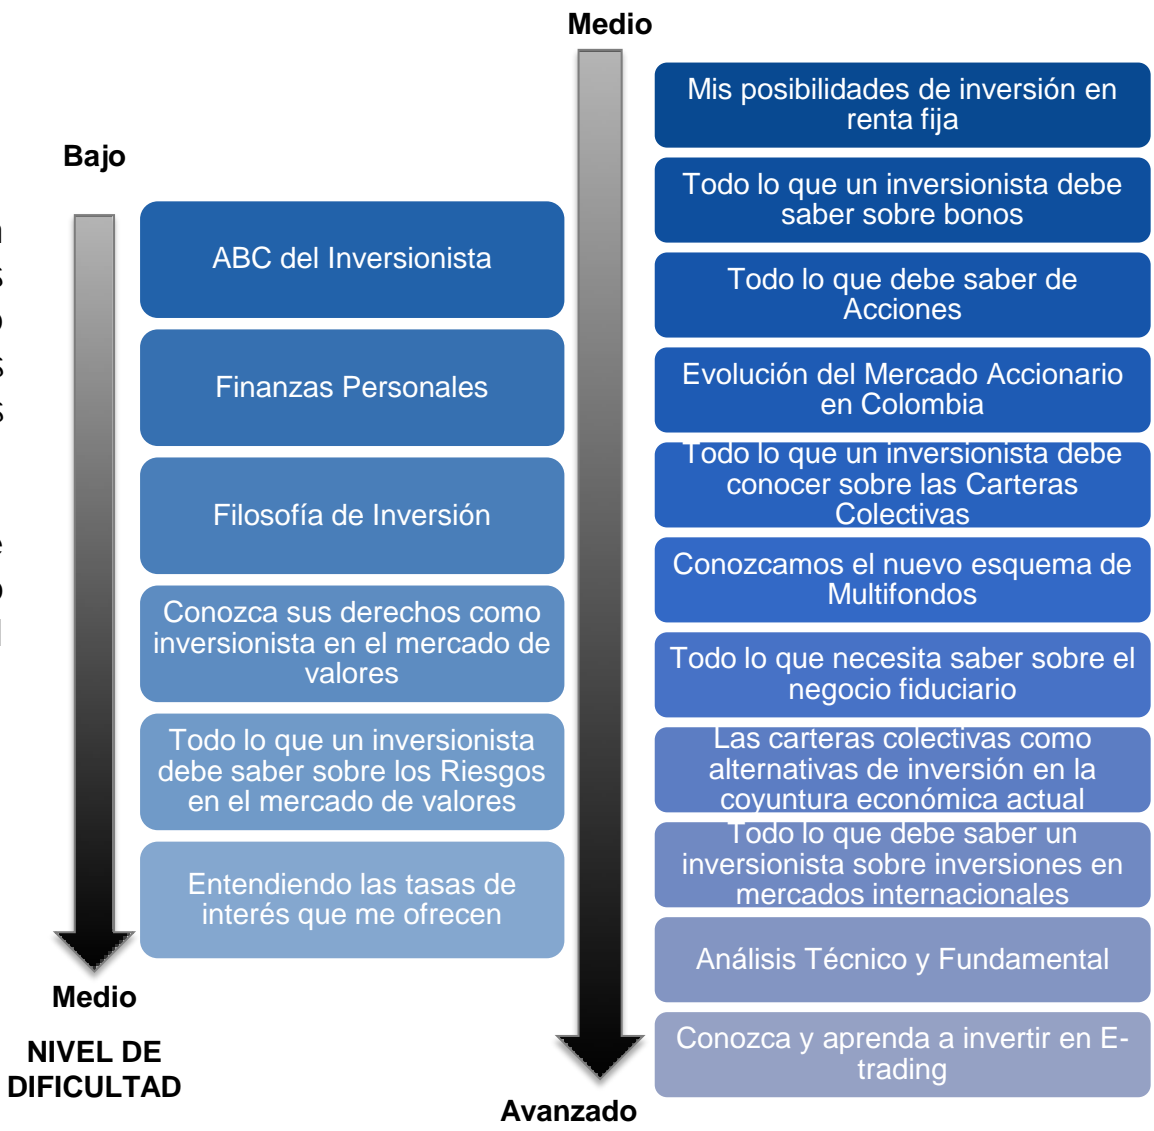 Bajo
ABC del Inversionista
Finanzas Personales
Filosofía de Inversión
Conozca sus derechos como
inversionista en el mercado de
valores
Todo lo que un inversionista
debe saber sobre los Riesgos
en el mercado de valores
Entendiendo las tasas de
interés que me ofrecen
Medio
NIVEL DE
DIFICULTAD
Medio
Mis posibilidades de inversión en
renta fija
Todo lo que un inversionista debe
saber sobre bonos
Todo lo que debe saber de
Acciones
Evolución del Mercado Accionario
en Colombia
Todo lo que un inversionista debe
conocer sobre las Carteras
Colectivas
Conozcamos el nuevo esquema de
Multifondos
Todo lo que necesita saber sobre el
negocio fiduciario
Las carteras colectivas como
alternativas de inversión en la
coyuntura económica actual
Todo lo que debe saber un
inversionista sobre inversiones en
mercados internacionales
Análisis Técnico y Fundamental
Conozca y aprenda a invertir en E-
trading
Avanzado